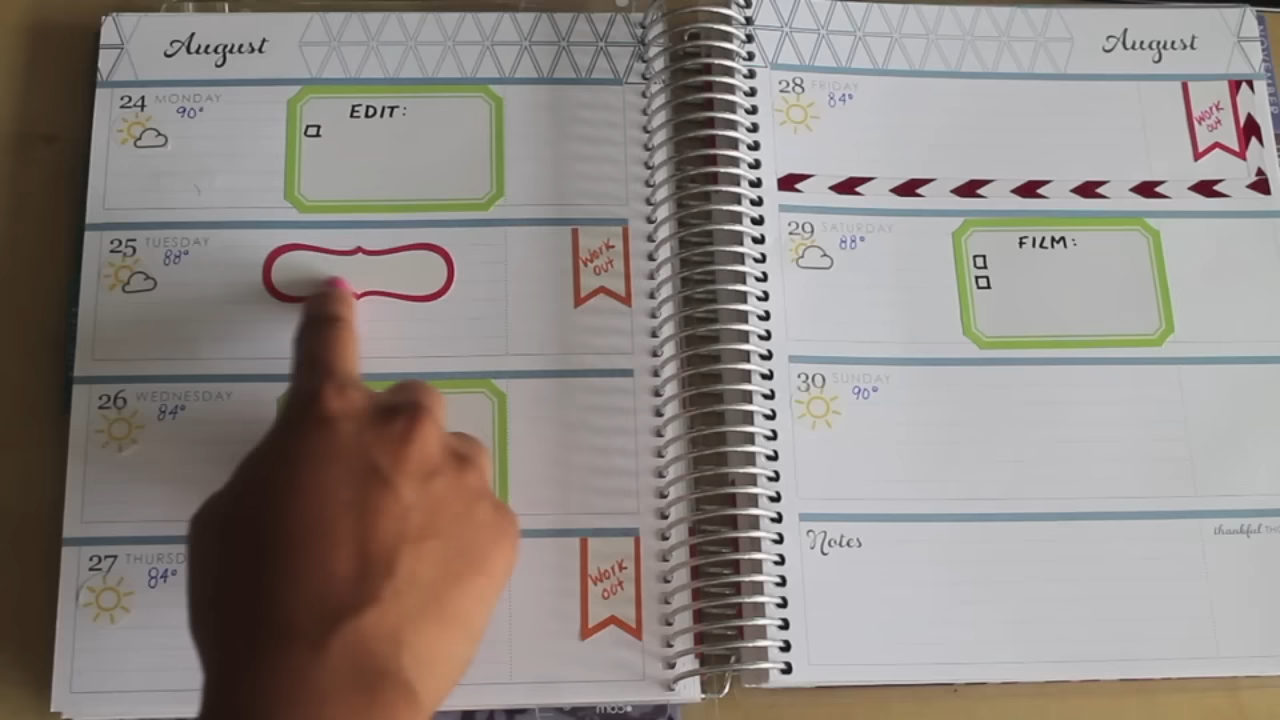 August
24 MONDAY
90°
EDIT:
25 TUESDAY
88°
Work
out
26 WEDNESDAY
84°
27 THURSD
84°
Work
out
August
28 FRIDAY
84°
Work
out
29 SATURDAY
88°
FILM:
30 SUNDAY
90°
Notes
thankful THO